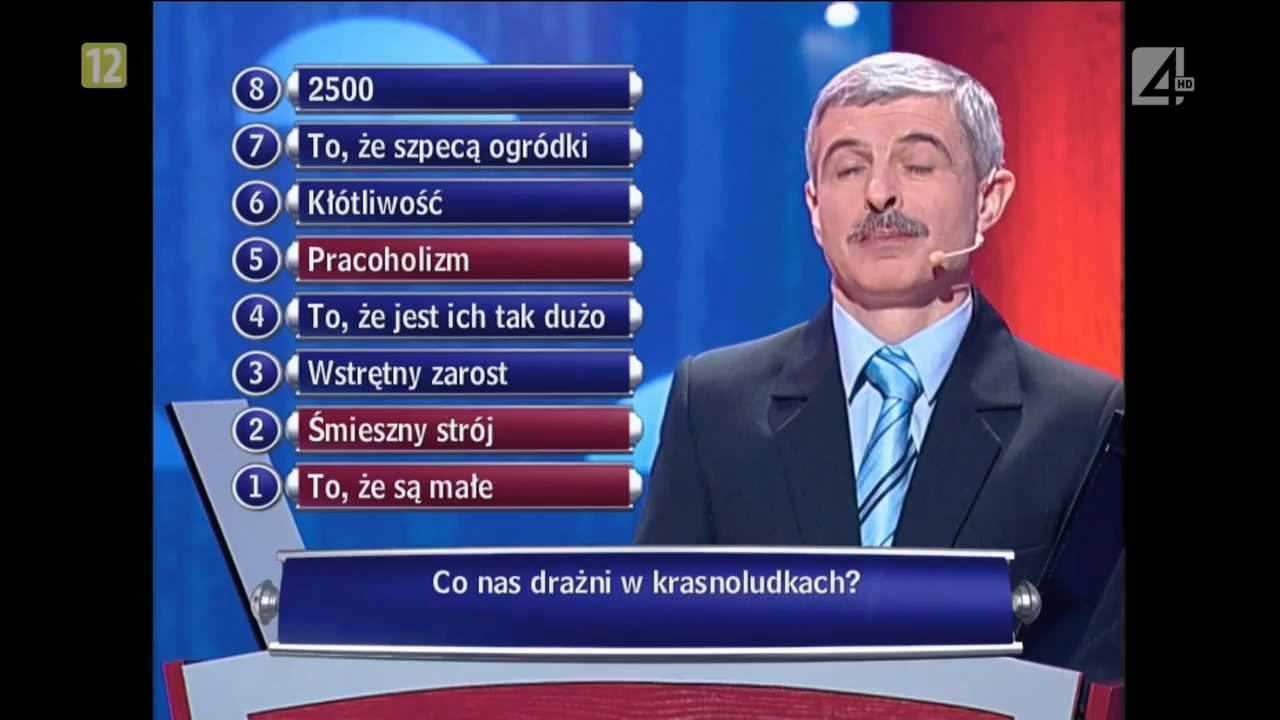 12
4 HD
8 2500
7 To, że szpecą ogródki
6 Kłótliwość
5 Pracoholizm
4 To, że jest ich tak dużo
3 Wstrętny zarost
2 Śmieszny strój
1 To, że są małe
Co nas drażni w krasnoludkach?